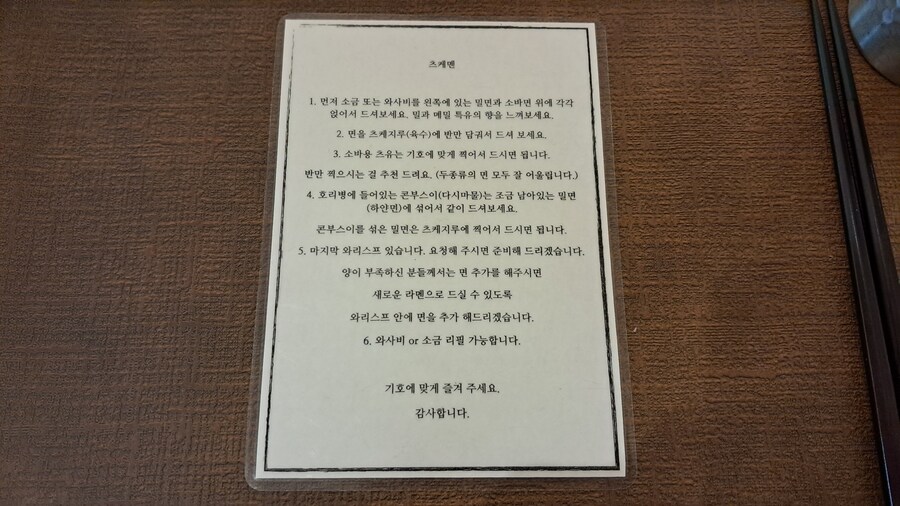 츠케멘
1. 먼저 소금 또는 와사비를 왼쪽에 있는 밀면과 소바면 위에 각각
얹어서 드셔보세요. 밀과 메밀 특유의 향을 느껴보세요.
2. 면을 츠케지루(육수)에 반만 담궈서 드셔 보세요.
3. 소바용 츠유는 기호에 맞게 찍어서 드시면 됩니다.
반만 찍으시는 걸 추천 드려요. (두종류의 면 모두 잘 어울립니다.)
4. 호리병에 들어있는 콘부스이(다시마물)는 조금 남아있는 밀면
(하얀면)에 섞어서 같이 드셔보세요.
콘부스이를 섞은 밀면은 츠케지루에 찍어서 드시면 됩니다.
5. 마지막 와리스프 있습니다. 요청해 주시면 준비해 드리겠습니다.
양이 부족하신 분들께서는 면 추가를 해주시면
새로운 라멘으로 드실 수 있도록
와리스프 안에 면을 추가 해드리겠습니다.
6. 와사비 or 소금 리필 가능합니다.
기호에 맞게 즐겨 주세요.
감사합니다.